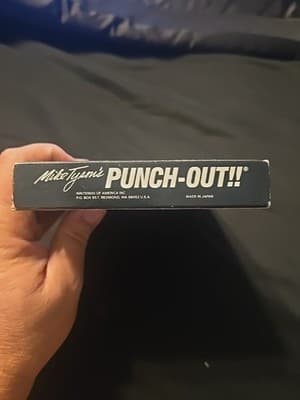 Mike Tyson's PUNCH-OUT!!®
NINTENDO OF AMERICA INC.
P.O. BOX 957, REDMOND, WA 98052 U.S.A. MADE IN JAPAN